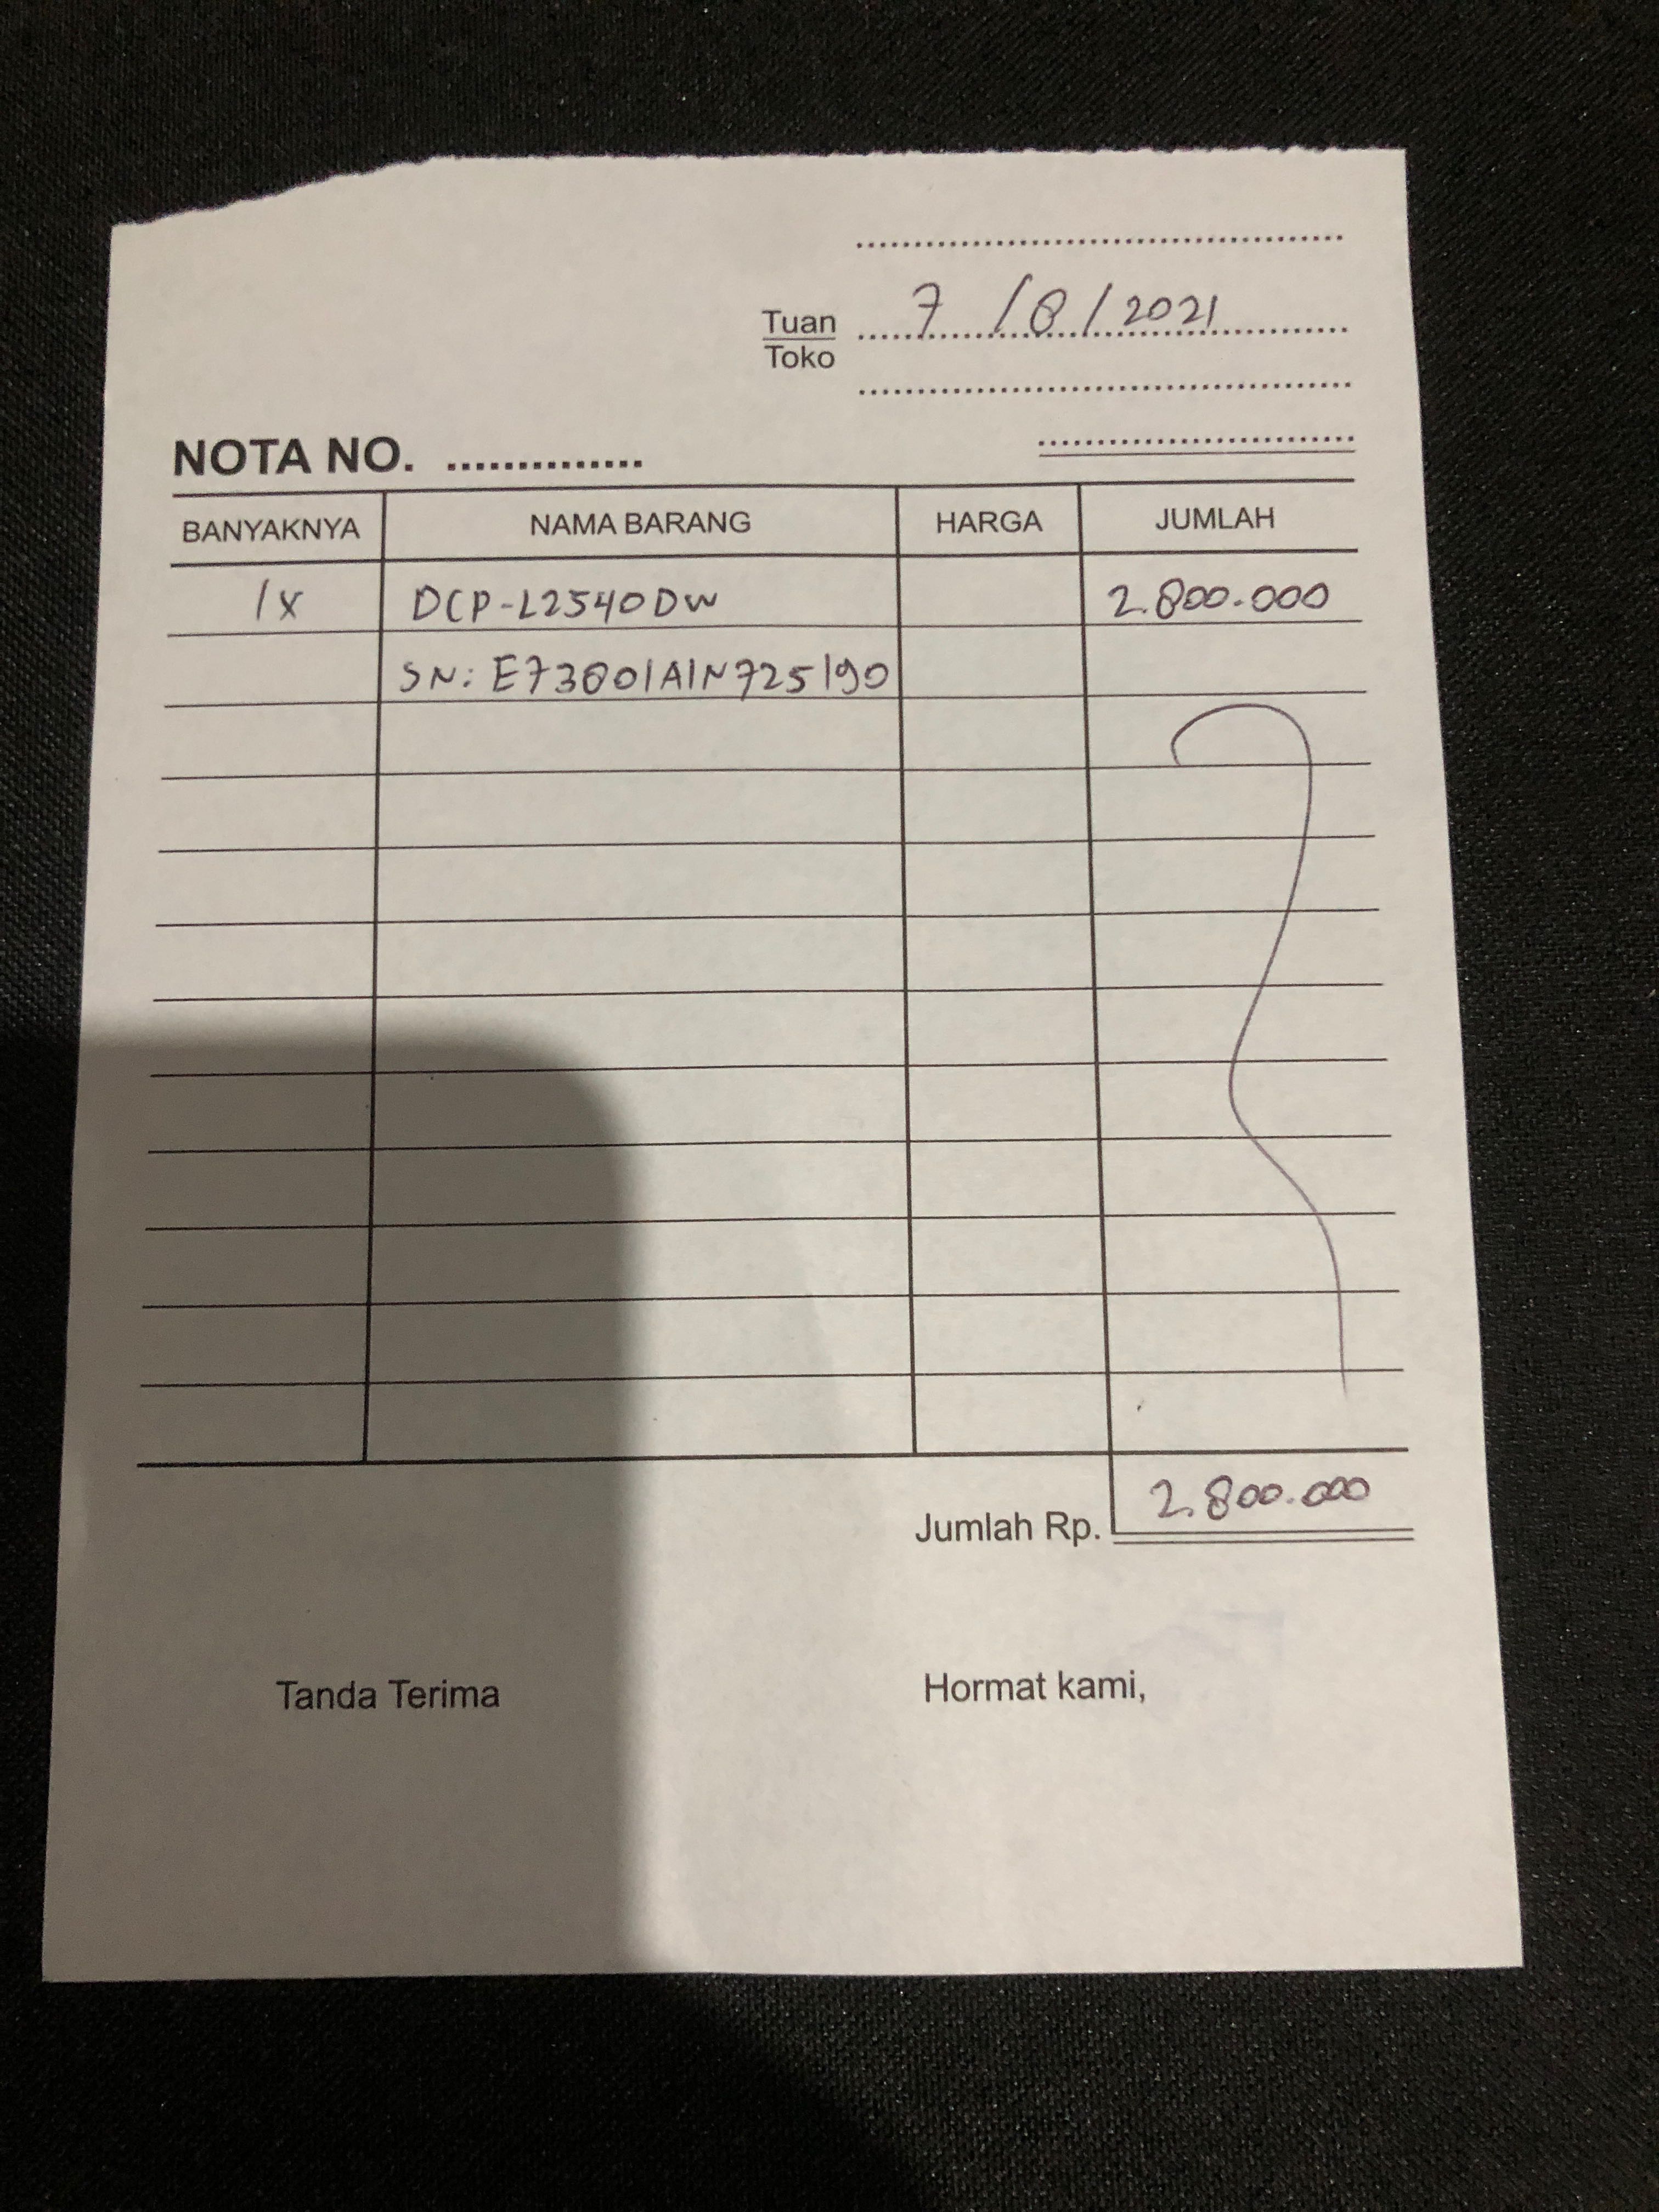 7/8/2021
Tuan
Toko
NOTA NO. ..............
BANYAKNYA NAMA BARANG HARGA JUMLAH
1x DCP-L2540DW 2.800.000
SN: E73801A1N725190
Jumlah Rp. 2.800.000
Tanda Terima Hormat kami,